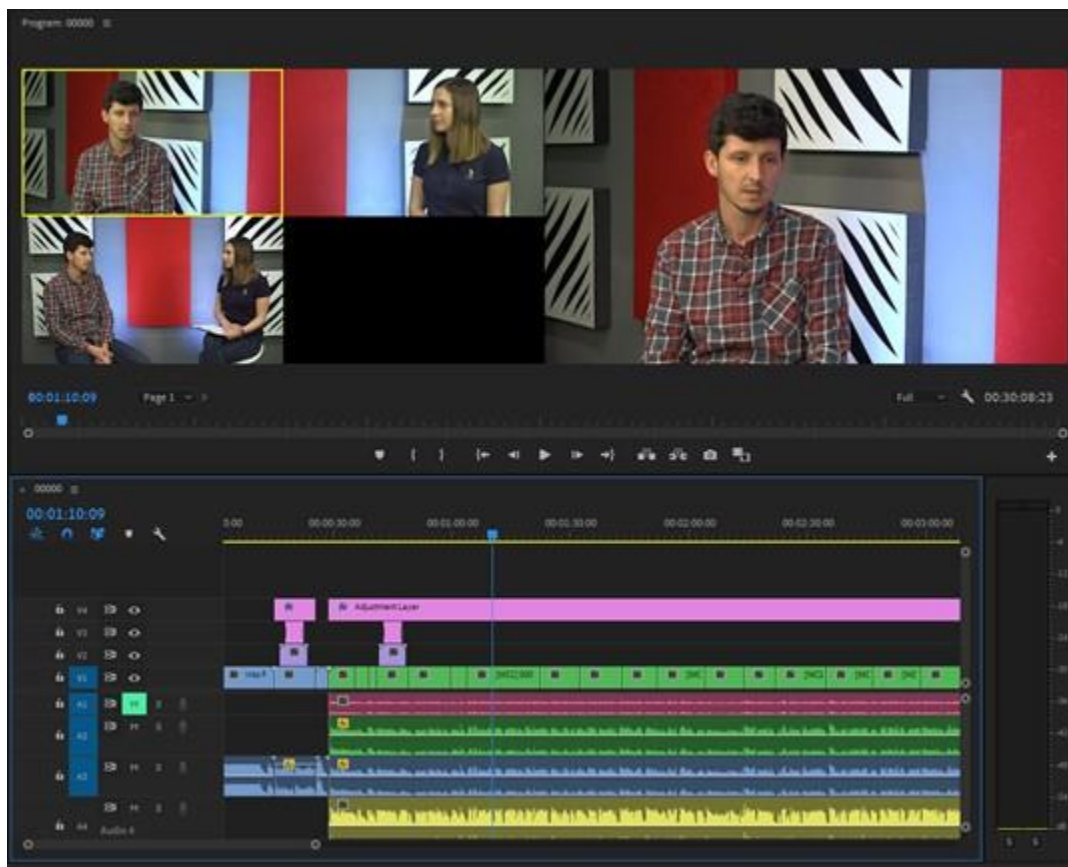 Program: 00000
00:01:10:09
Page 1
Full
00:30:08:23
00000
00:01:10:09
0:00
00:00:30:00
00:01:00:00
00:01:30:00
00:02:00:00
00:02:30:00
00:03:00:00
V4
Adjustment Layer
V3
V2
V1
A1
M
S
A2
M
S
A3
M
S
A4
M
S
Audio 4
S S